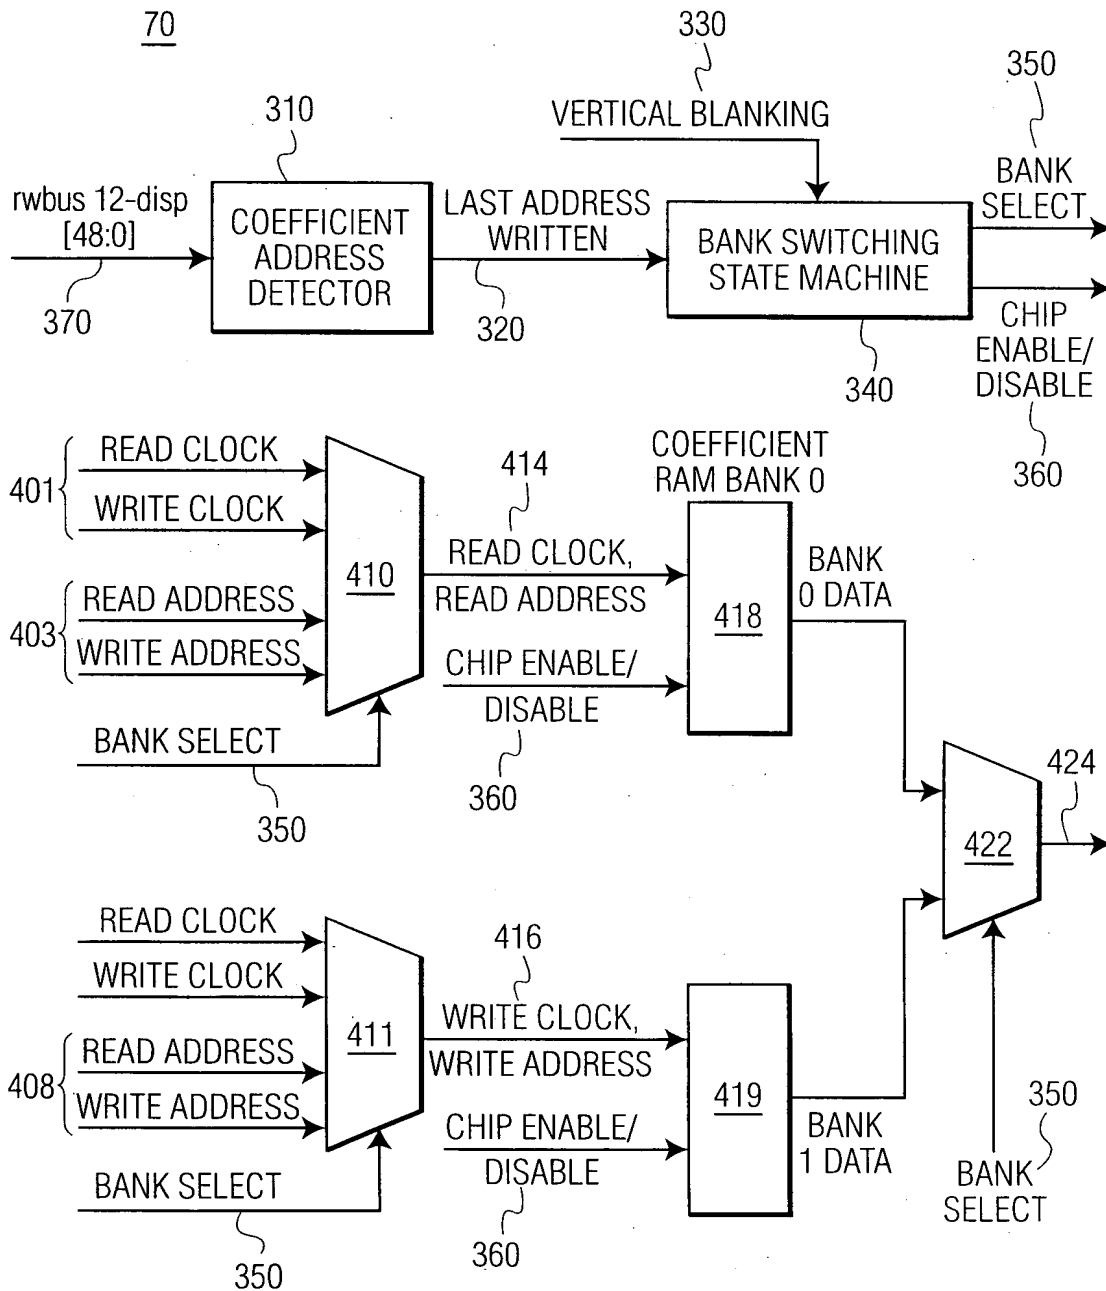 70
330
350
310
VERTICAL BLANKING
BANK
SELECT
rwbus 12-disp
[48:0]
COEFFICIENT
ADDRESS
DETECTOR
LAST ADDRESS
WRITTEN
BANK SWITCHING
STATE MACHINE
370
320
340
CHIP
ENABLE/
DISABLE
360
401
READ CLOCK
WRITE CLOCK
403
READ ADDRESS
WRITE ADDRESS
410
BANK SELECT
350
414
READ CLOCK,
READ ADDRESS
CHIP ENABLE/
DISABLE
360
COEFFICIENT
RAM BANK 0
418
BANK
0 DATA
422
424
READ CLOCK
WRITE CLOCK
408
READ ADDRESS
WRITE ADDRESS
411
BANK SELECT
350
416
WRITE CLOCK,
WRITE ADDRESS
CHIP ENABLE/
DISABLE
360
419
BANK
1 DATA
350
BANK
SELECT